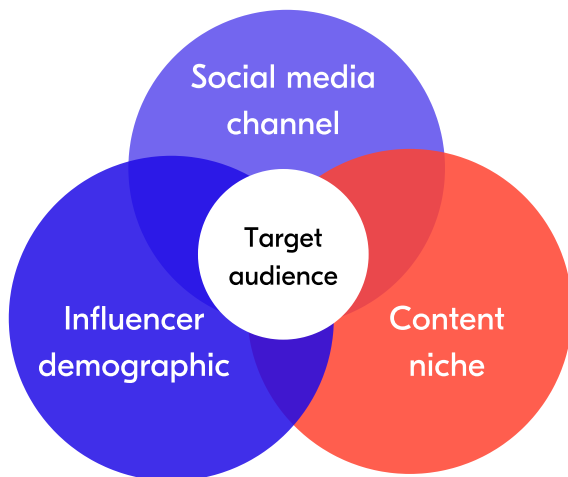 Social media
channel
Target
audience
Influencer
demographic
Content
niche